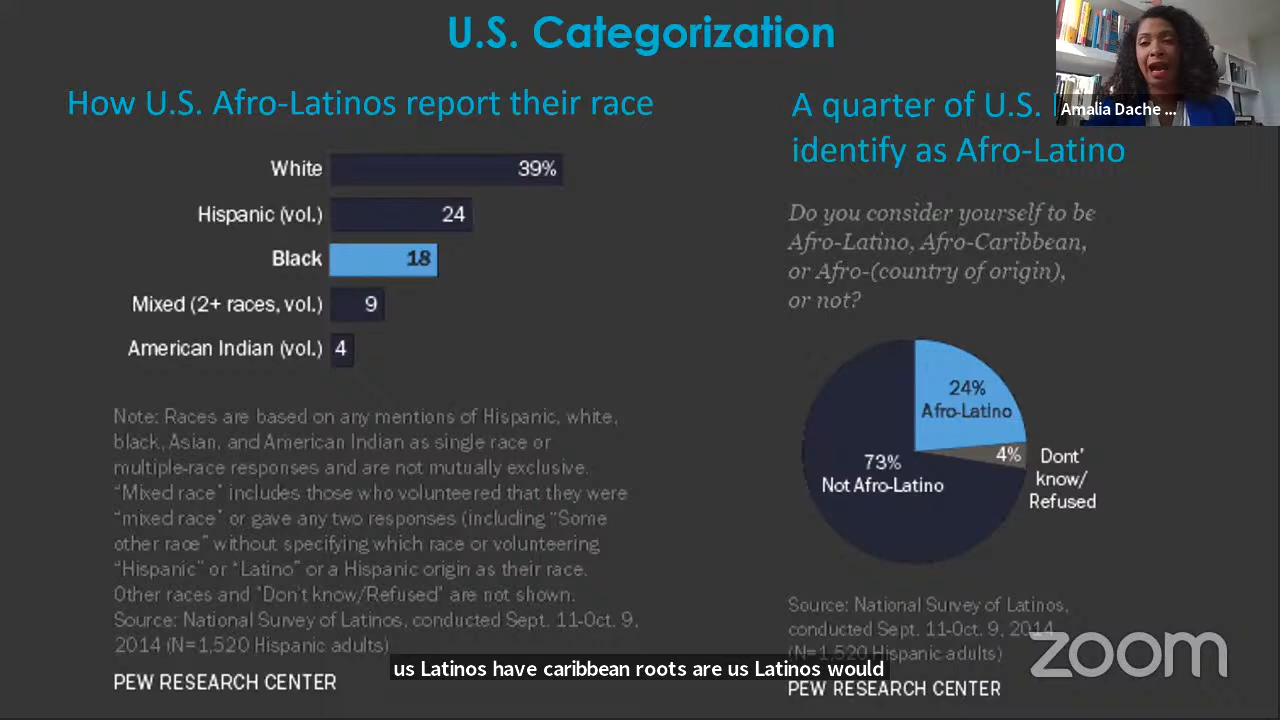 U.S. Categorization
How U.S. Afro-Latinos report their race
White 39%
Hispanic (vol.) 24
Black 18
Mixed (2+ races, vol.) 9
American Indian (vol.) 4
Note: Races are based on any mentions of Hispanic, white,
black, Asian, and American Indian as single race or
multiple-race responses and are not mutually exclusive.
"Mixed race" includes those who volunteered that they were
"mixed race" or gave any two responses (including "Some
other race" without specifying which race or volunteering
"Hispanic" or "Latino" or a Hispanic origin as their race.
Other races and "Don't know/Refused" are not shown.
Source: National Survey of Latinos, conducted Sept. 11-Oct. 9,
2014 (N=1,520 Hispanic adults)
PEW RESEARCH CENTER
A quarter of U.S.
identify as Afro-Latino
Do you consider yourself to be
Afro-Latino, Afro-Caribbean,
or Afro-(country of origin),
or not?
24%
Afro-Latino
4%
Dont'
know/
Refused
73%
Not Afro-Latino
Source: National Survey of Latinos,
conducted Sept. 11-Oct. 9, 2014
(N=1,520 Hispanic adults)
PEW RESEARCH CENTER
Amalia Dache ...
us Latinos have caribbean roots are us Latinos would
zoom